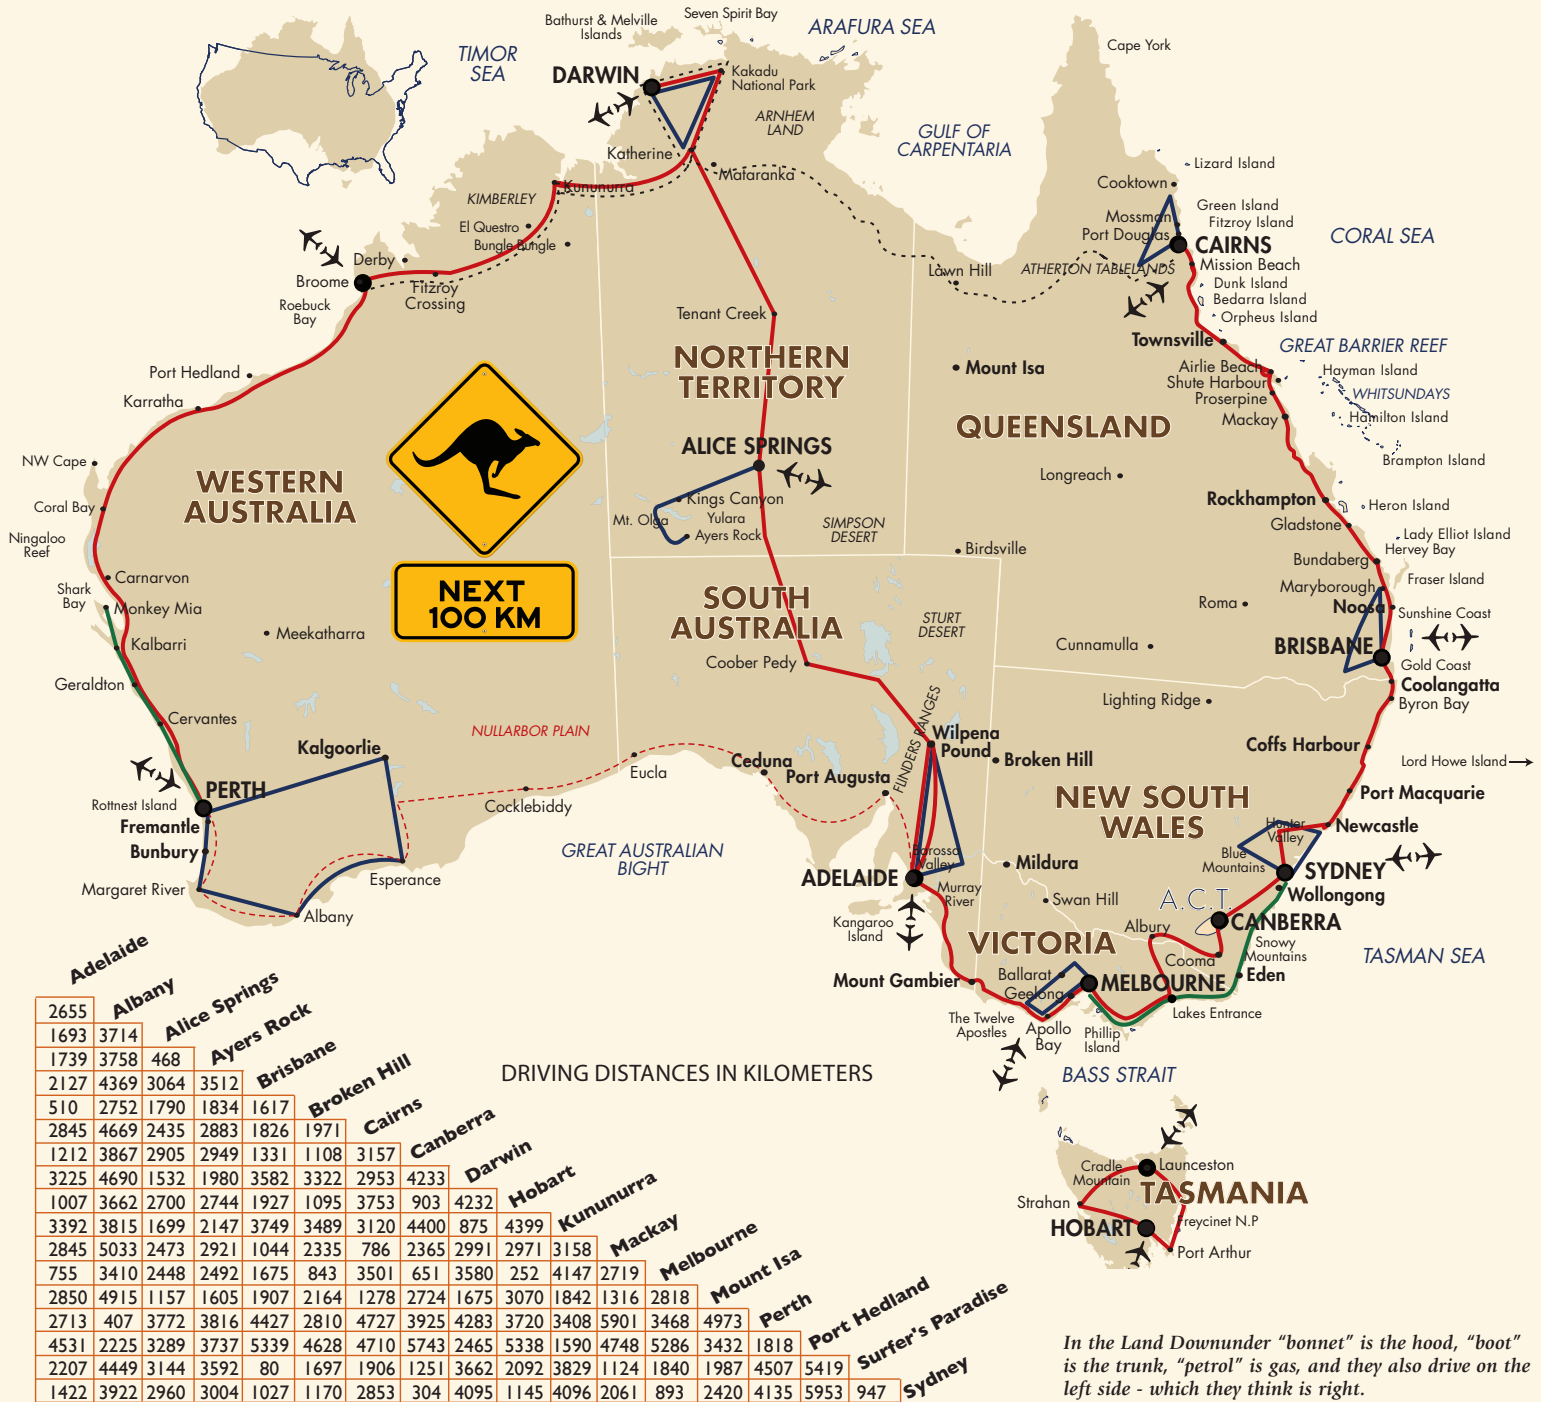 Bathurst & Melville
Islands
Seven Spirit Bay
ARAFURA SEA
TIMOR
SEA
DARWIN
Kakadu
National Park
Cape York
ARNHEM
LAND
GULF OF
CARPENTARIA
Katherine
Mataranka
Lizard Island
Cooktown
KIMBERLEY
Kununurra
Green Island
Fitzroy Island
Mossman
Port Douglas
CAIRNS
CORAL SEA
El Questro
Bungle Bungle
Derby
Broome
Fitzroy
Crossing
Roebuck
Bay
Lawn Hill
ATHERTON TABLELANDS
Mission Beach
Dunk Island
Bedarra Island
Orpheus Island
Tenant Creek
Townsville
GREAT BARRIER REEF
NORTHERN
TERRITORY
Mount Isa
Airlie Beach
Shute Harbour
Proserpine
Hayman Island
WHITSUNDAYS
Port Hedland
Karratha
QUEENSLAND
Mackay
Hamilton Island
ALICE SPRINGS
Brampton Island
NW Cape
WESTERN
AUSTRALIA
Longreach
Kings Canyon
Coral Bay
Mt. Olga
Yulara
Ayers Rock
SIMPSON
DESERT
Rockhampton
Heron Island
Gladstone
Ningaloo
Reef
Birdsville
Lady Elliot Island
Hervey Bay
Bundaberg
Carnarvon
Shark
Bay
Monkey Mia
NEXT
100 KM
SOUTH
AUSTRALIA
STURT
DESERT
Roma
Maryborough
Fraser Island
Noosa
Sunshine Coast
Kalbarri
Meekatharra
Coober Pedy
Cunnamulla
BRISBANE
Gold Coast
Geraldton
Coolangatta
Byron Bay
Lighting Ridge
Cervantes
NULLARBOR PLAIN
FLINDERS RANGES
Wilpena
Pound
Kalgoorlie
Coffs Harbour
Lord Howe Island
Eucla
Ceduna
Port Augusta
Broken Hill
PERTH
Rottnest Island
Cocklebiddy
NEW SOUTH
WALES
Port Macquarie
Fremantle
Bunbury
Hunter
Valley
Newcastle
GREAT AUSTRALIAN
BIGHT
Barossa
Valley
Mildura
Blue
Mountains
SYDNEY
Margaret River
Esperance
ADELAIDE
Murray
River
Wollongong
Albany
Swan Hill
A.C.T.
Kangaroo
Island
CANBERRA
Albury
VICTORIA
Snowy
Mountains
Cooma
TASMAN SEA
Mount Gambier
Ballarat
Geelong
MELBOURNE
Eden
The Twelve
Apostles
Apollo
Bay
Phillip
Island
Lakes Entrance
BASS STRAIT
Cradle
Mountain
Launceston
TASMANIA
Strahan
HOBART
Freycinet N.P
Port Arthur
DRIVING DISTANCES IN KILOMETERS
Adelaide
2655 Albany
1693 3714 Alice Springs
1739 3758 468 Ayers Rock
2127 4369 3064 3512 Brisbane
510 2752 1790 1834 1617 Broken Hill
2845 4669 2435 2883 1826 1971 Cairns
1212 3867 2905 2949 1331 1108 3157 Canberra
3225 4690 1532 1980 3582 3322 2953 4233 Darwin
1007 3662 2700 2744 1927 1095 3753 903 4232 Hobart
3392 3815 1699 2147 3749 3489 3120 4400 875 4399 Kununurra
2845 5033 2473 2921 1044 2335 786 2365 2991 2971 3158 Mackay
755 3410 2448 2492 1675 843 3501 651 3580 252 4147 2719 Melbourne
2850 4915 1157 1605 1907 2164 1278 2724 1675 3070 1842 1316 2818 Mount Isa
2713 407 3772 3816 4427 2810 4727 3925 4283 3720 3408 5901 3468 4973 Perth
4531 2225 3289 3737 5339 4628 4710 5743 2465 5338 1590 4748 5286 3432 1818 Port Hedland
2207 4449 3144 3592 80 1697 1906 1251 3662 2092 3829 1124 1840 1987 4507 5419 Surfer's Paradise
1422 3922 2960 3004 1027 1170 2853 304 4095 1145 4096 2061 893 2420 4135 5953 947 Sydney
In the Land Downunder “bonnet” is the hood, “boot”
is the trunk, “petrol” is gas, and they also drive on the
left side - which they think is right.